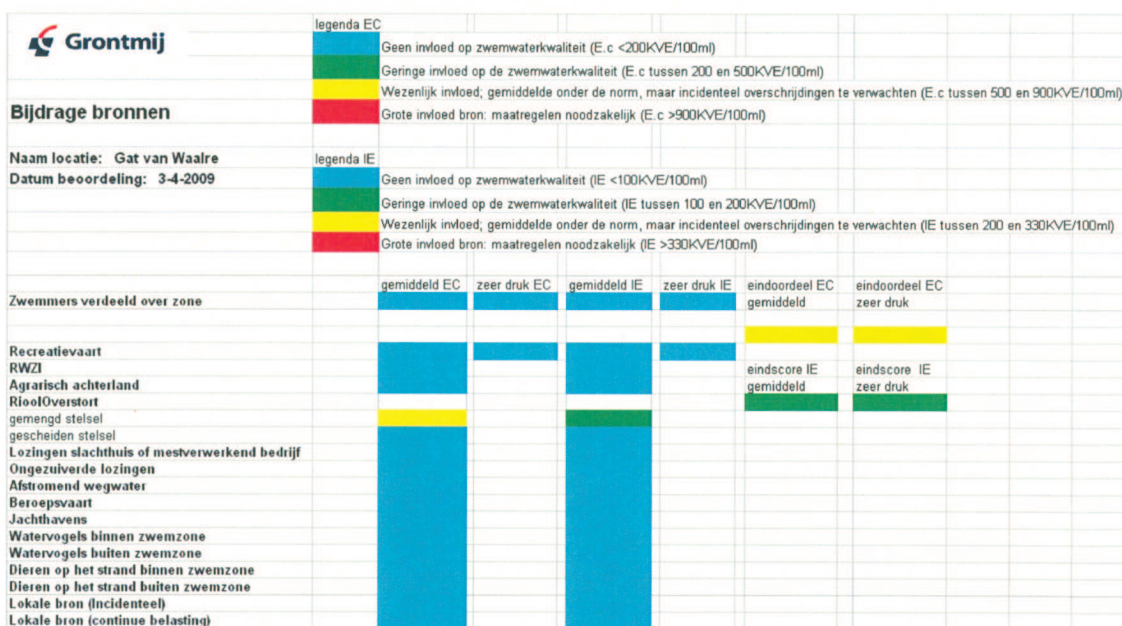 Grontmij
legenda EC
Geen invloed op zwemwaterkwaliteit (E.c <200KVE/100ml)
Geringe invloed op de zwemwaterkwaliteit (E.c tussen 200 en 500KVE/100ml)
Wezenlijk invloed; gemiddelde onder de norm, maar incidenteel overschrijdingen te verwachten (E.c tussen 500 en 900KVE/100ml)
Bijdrage bronnen
Grote invloed bron: maatregelen noodzakelijk (E.c >900KVE/100ml)
Naam locatie: Gat van Waalre
legenda IE
Datum beoordeling: 3-4-2009
Geen invloed op zwemwaterkwaliteit (IE <100KVE/100ml)
Geringe invloed op de zwemwaterkwaliteit (IE tussen 100 en 200KVE/100ml)
Wezenlijk invloed; gemiddelde onder de norm, maar incidenteel overschrijdingen te verwachten (IE tussen 200 en 330KVE/100ml)
Grote invloed bron: maatregelen noodzakelijk (IE >330KVE/100ml)
gemiddeld EC zeer druk EC gemiddeld IE zeer druk IE eindoordeel EC eindoordeel EC
Zwemmers verdeeld over zone gemiddeld zeer druk
Recreatievaart
RWZI eindscore IE eindscore IE
Agrarisch achterland gemiddeld zeer druk
RioolOverstort
gemengd stelsel
gescheiden stelsel
Lozingen slachthuis of mestverwerkend bedrijf
Ongezuiverde lozingen
Afstromend wegwater
Beroepsvaart
Jachthavens
Watervogels binnen zwemzone
Watervogels buiten zwemzone
Dieren op het strand binnen zwemzone
Dieren op het strand buiten zwemzone
Lokale bron (Incidenteel)
Lokale bron (continue belasting)